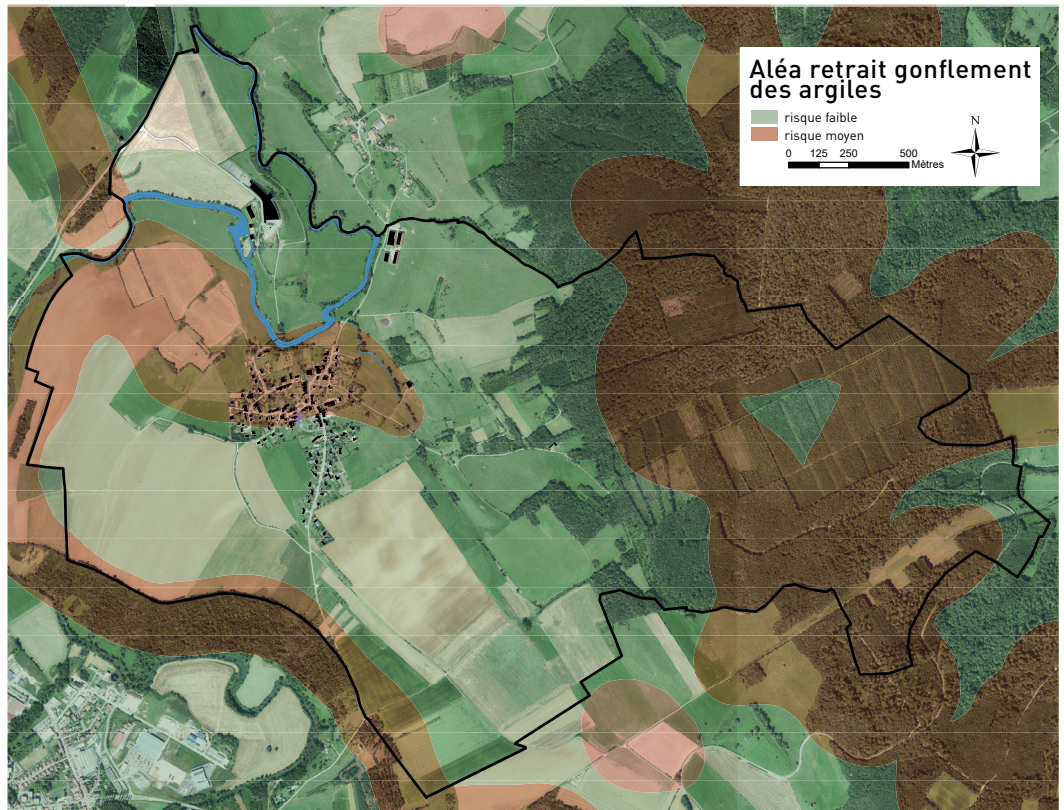 Aléa retrait gonflement
des argiles
risque faible
risque moyen
N
0 125 250 500
Mètres